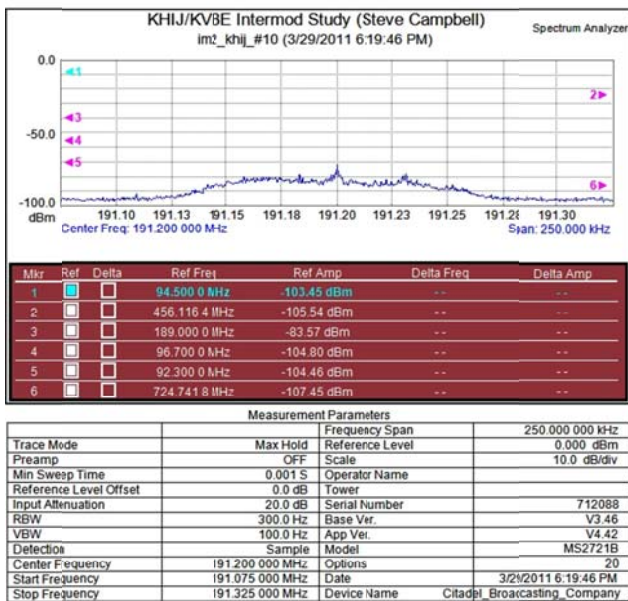 KHIJ/KVBE Intermod Study (Steve Campbell)
Spectrum Analyzer
im2_khij_#10 (3/29/2011 6:19:46 PM)
0.0
1
2
3
-50.0
4
5
6
-100.0
dBm
191.10 191.13 191.15 191.18 191.20 191.23 191.25 191.28 191.30
Center Freq: 191.200 000 MHz Span: 250.000 kHz
Mkr Ref Delta Ref Freq Ref Amp Delta Freq Delta Amp
1 94.500 0 MHz -103.45 dBm -- --
2 456.116 4 MHz -105.54 dBm -- --
3 189.000 0 MHz -83.57 dBm -- --
4 96.700 0 MHz -104.80 dBm -- --
5 92.300 0 MHz -104.46 dBm -- --
6 724.741 8 MHz -107.45 dBm -- --
Measurement Parameters
Frequency Span 250.000 000 kHz
Trace Mode Max Hold Reference Level 0.000 dBm
Preamp OFF Scale 10.0 dB/div
Min Sweep Time 0.001 S Operator Name
Reference Level Offset 0.0 dB Tower
Input Attenuation 20.0 dB Serial Number 712088
RBW 300.0 Hz Base Ver. V3.46
VBW 100.0 Hz App Ver. V4.42
Detection Sample Model MS2721B
Center Frequency 191.200 000 MHz Options 20
Start Frequency 191.075 000 MHz Date 3/29/2011 6:19:46 PM
Stop Frequency 191.325 000 MHz Device Name Citadel_Broadcasting_Company